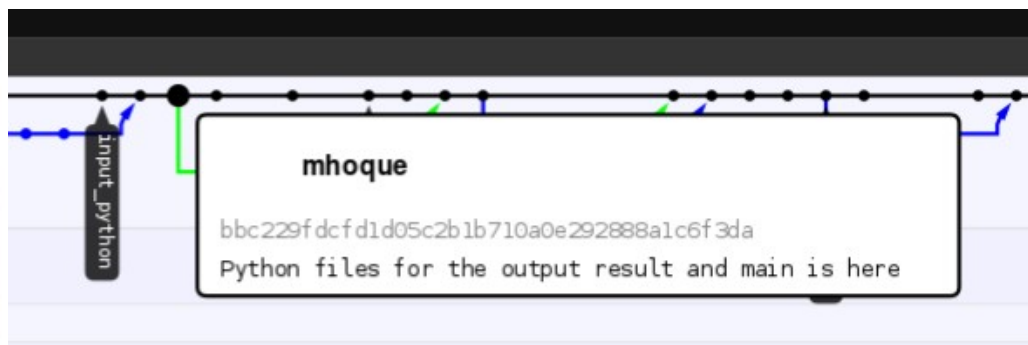 input_python
mhoque
bbc229fdcfd1d05c2b1b710a0e292888a1c6f3da
Python files for the output result and main is here